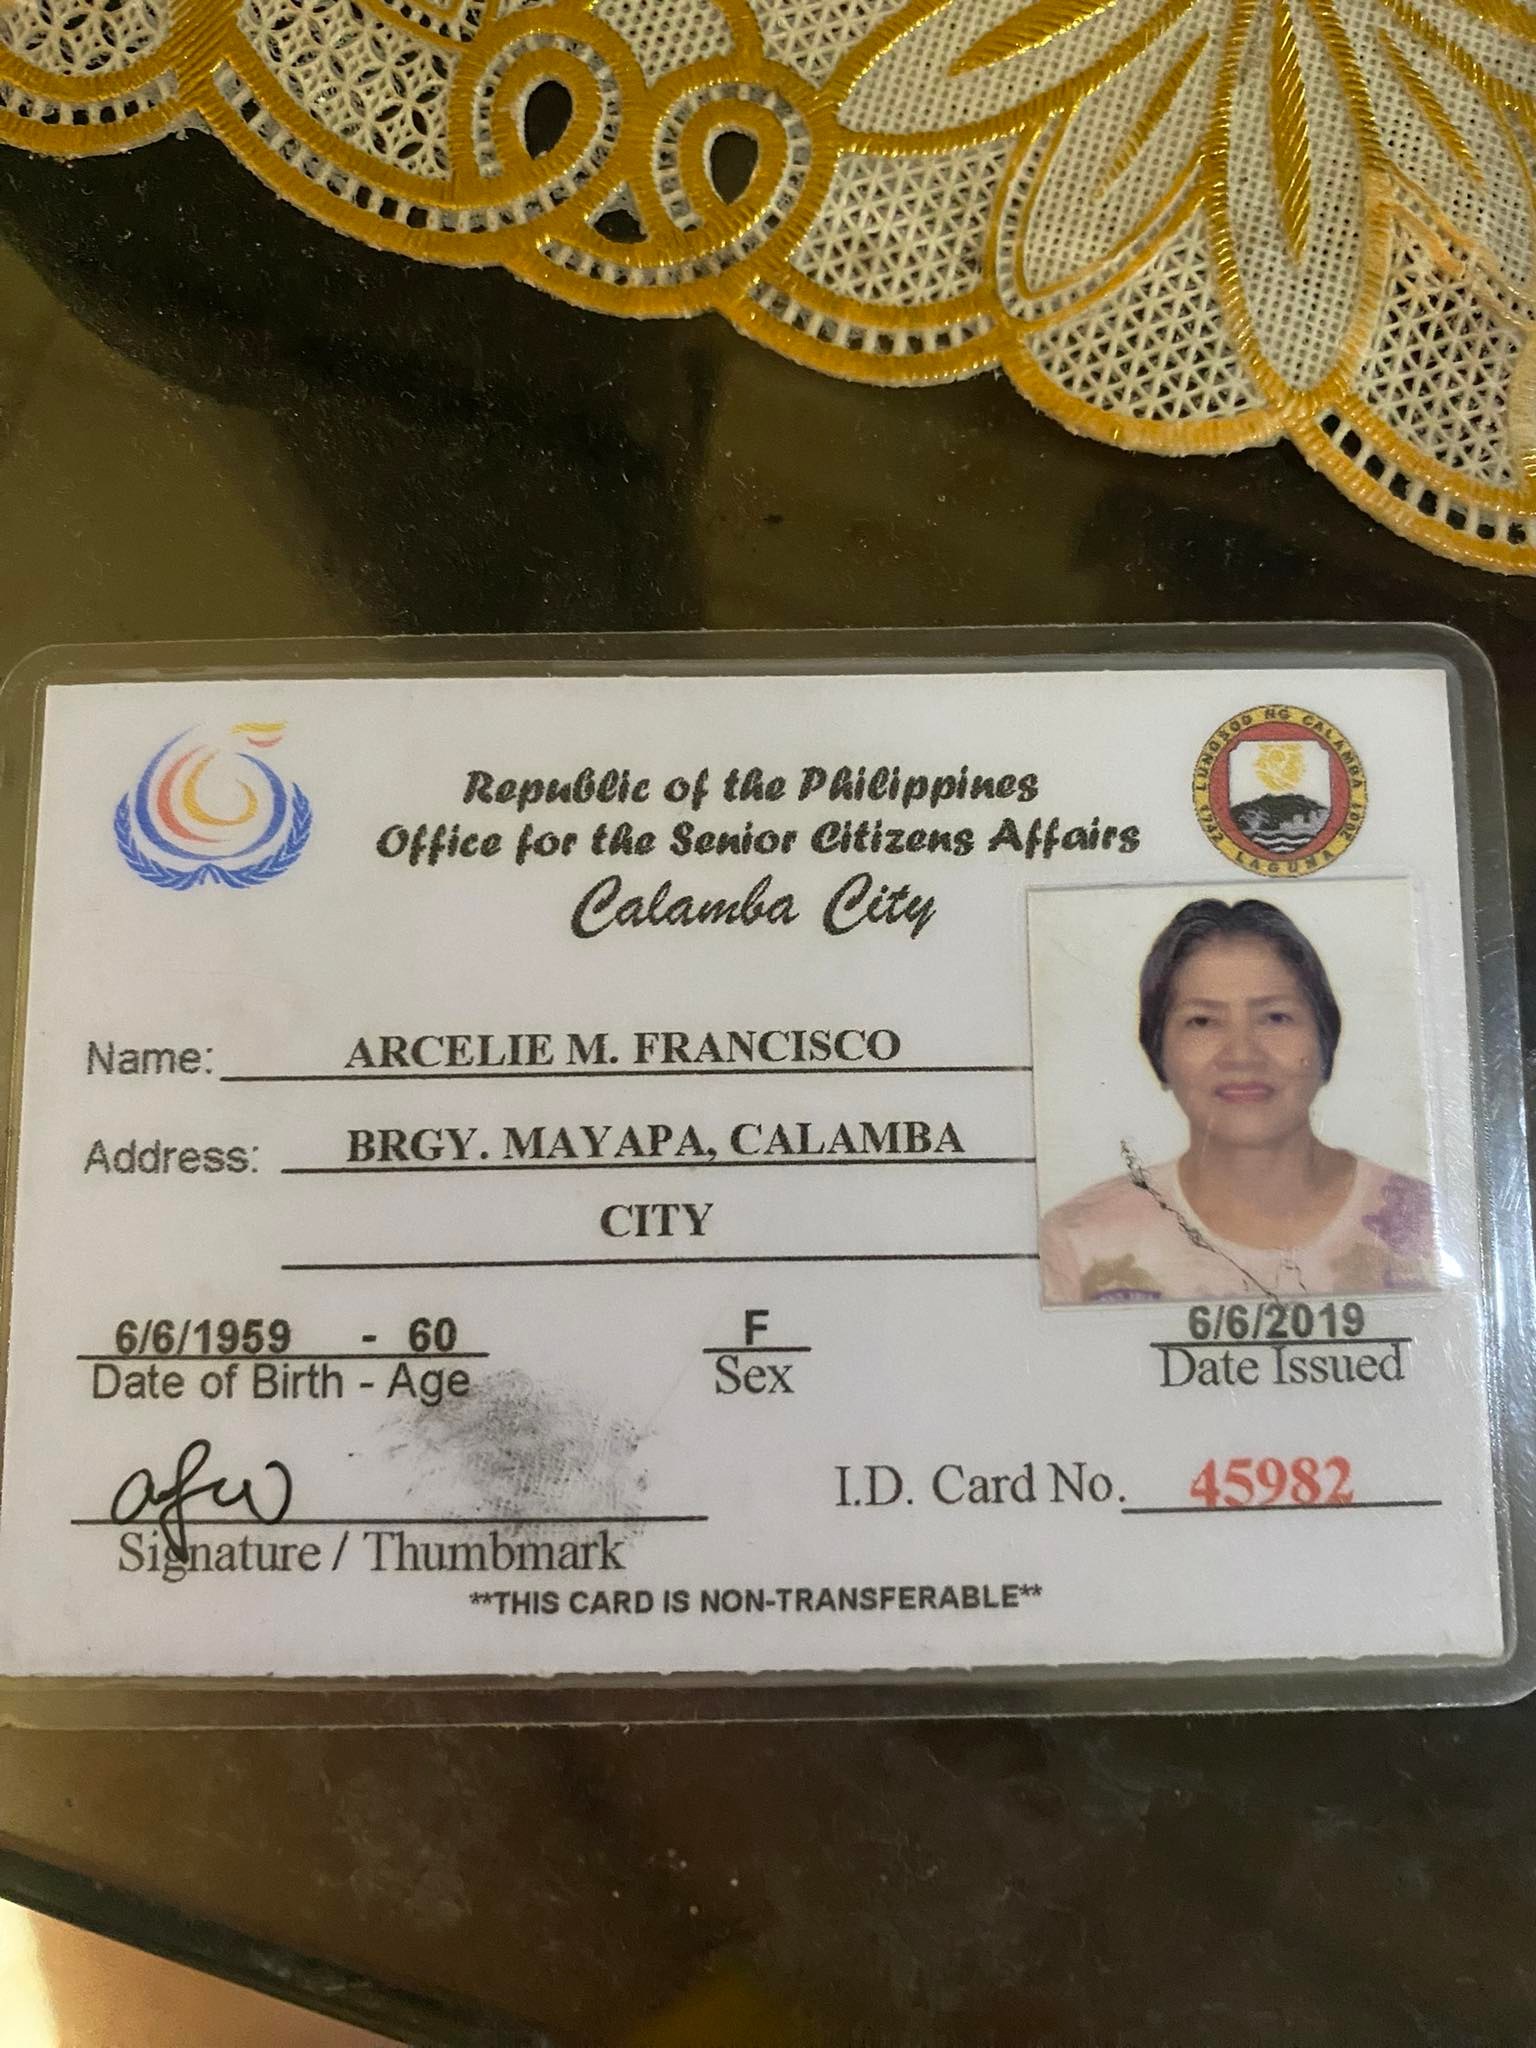 LUNGSOD NG CALAMBA
LAGUNA
Republic of the Philippines
Office for the Senior Citizens Affairs
Calamba City
Name: ARCELIE M. FRANCISCO
Address: BRGY. MAYAPA, CALAMBA
CITY
6/6/1959 - 60 F 6/6/2019
Date of Birth - Age Sex Date Issued
I.D. Card No. 45982
Signature / Thumbmark
**THIS CARD IS NON-TRANSFERABLE**